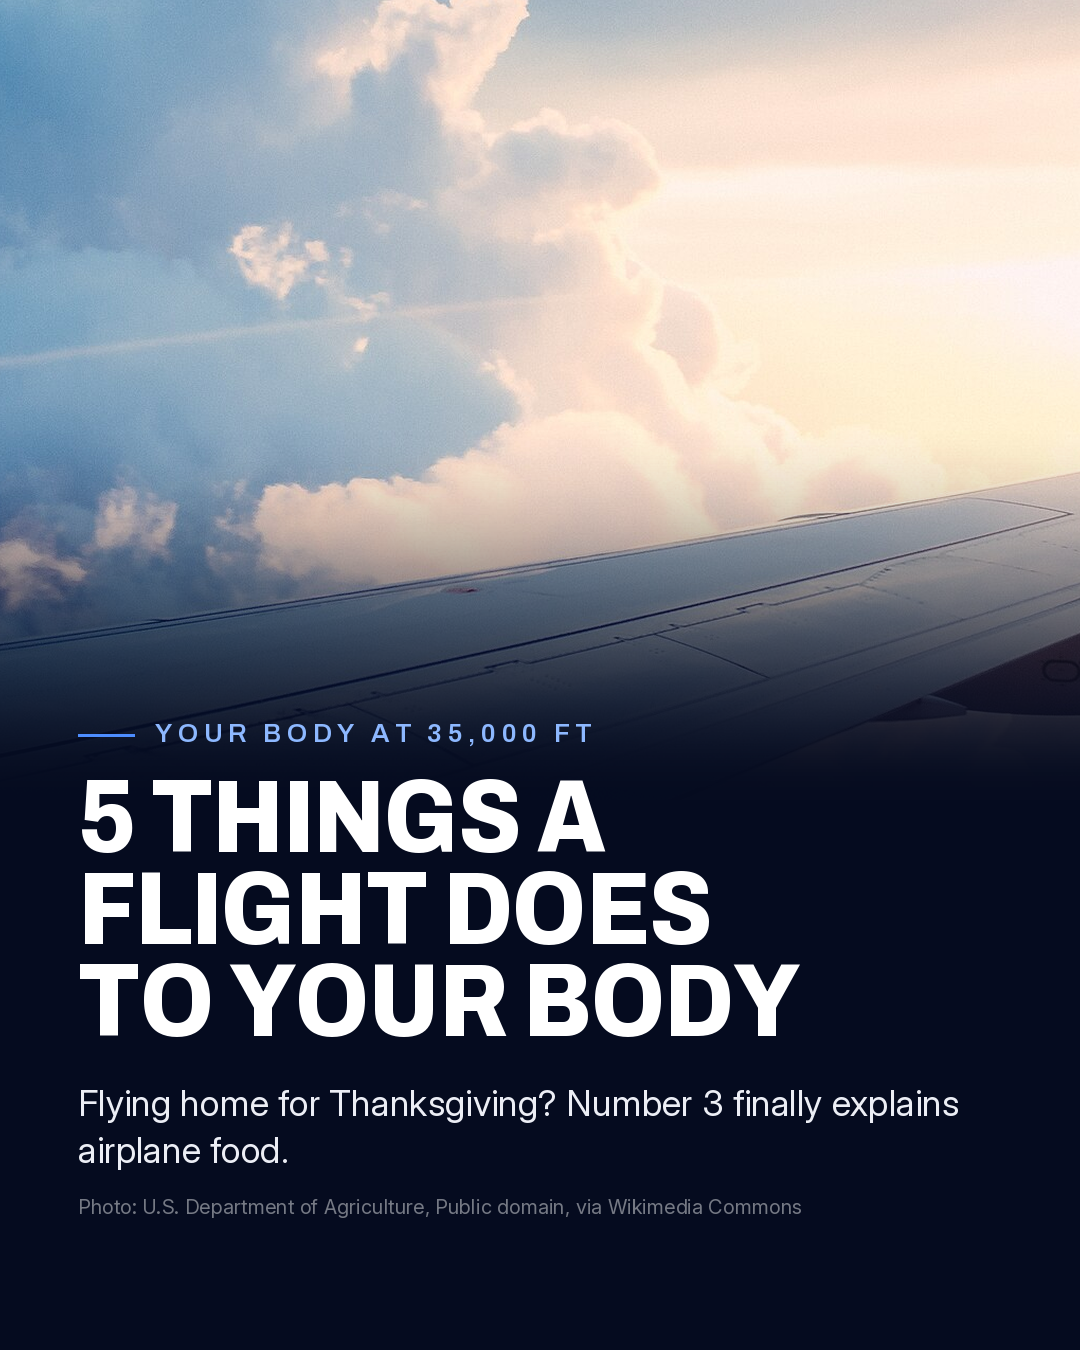 YOUR BODY AT 35,000 FT
5 THINGS A
FLIGHT DOES
TO YOUR BODY
Flying home for Thanksgiving? Number 3 finally explains
airplane food.
Photo: U.S. Department of Agriculture, Public domain, via Wikimedia Commons